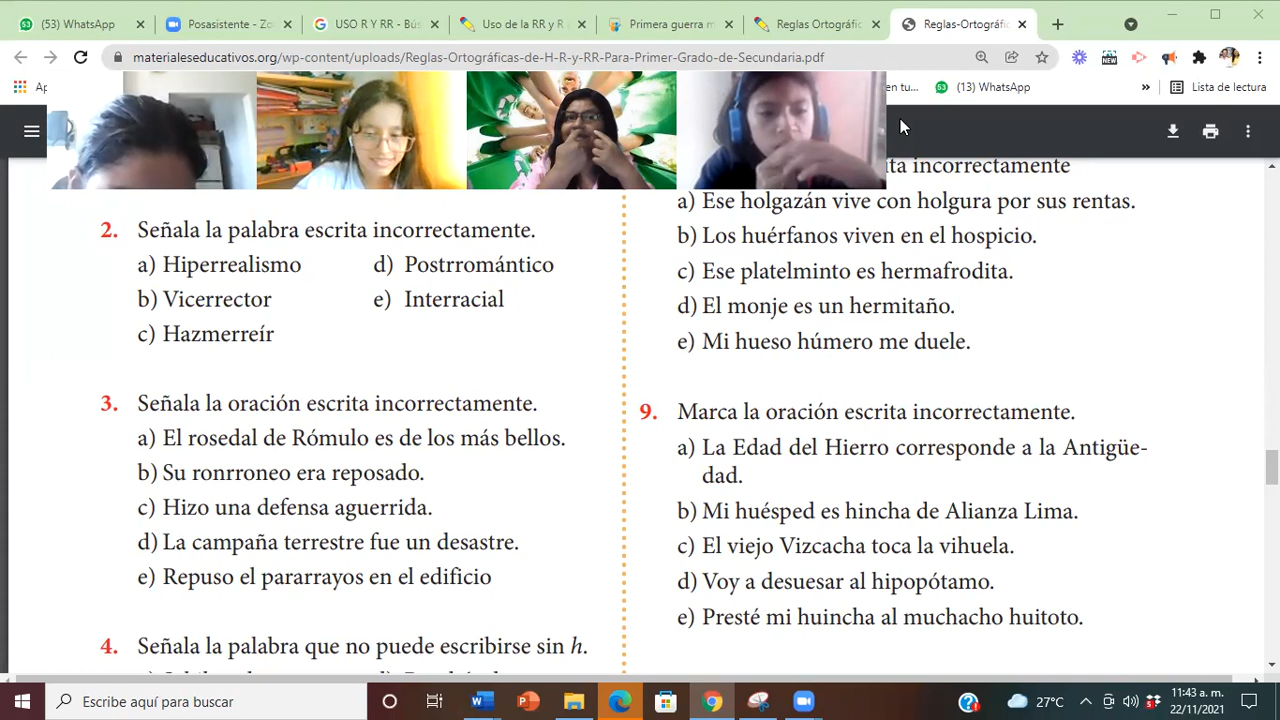 (53) WhatsApp
Posasistente - Zo
USO R Y RR - Bús
Uso de la RR y R
Primera guerra m
Reglas Ortográfic
Reglas-Ortográfic
materialeseducativos.org/wp-content/uploads/Reglas-Ortográficas-de-H-R-y-RR-Para-Primer-Grado-de-Secundaria.pdf
NEW
Ap
en tu...
(13) WhatsApp
»
Lista de lectura
2. Señala la palabra escrita incorrectamente.
a) Hiperrealismo
b) Vicerrector
c) Hazmerreír
d) Postrromántico
e) Interracial
3. Señala la oración escrita incorrectamente.
a) El rosedal de Rómulo es de los más bellos.
b) Su ronrroneo era reposado.
c) Hizo una defensa aguerrida.
d) La campaña terrestre fue un desastre.
e) Repuso el pararrayos en el edificio
4. Señala la palabra que no puede escribirse sin h.
ita incorrectamente
a) Ese holgazán vive con holgura por sus rentas.
b) Los huérfanos viven en el hospicio.
c) Ese platelminto es hermafrodita.
d) El monje es un hermitaño.
e) Mi hueso húmero me duele.
9. Marca la oración escrita incorrectamente.
a) La Edad del Hierro corresponde a la Antigüe-
dad.
b) Mi huésped es hincha de Alianza Lima.
c) El viejo Vizcacha toca la vihuela.
d) Voy a desuesar al hipopótamo.
e) Presté mi huincha al muchacho huitoto.
Escribe aquí para buscar
27°C
11:43 a. m.
22/11/2021